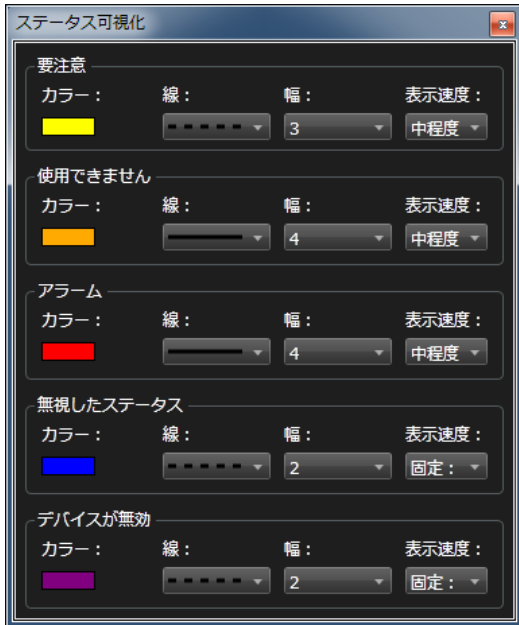 ステータス可視化
要注意
カラー： 線： 幅： 表示速度：
3 中程度
使用できません
カラー： 線： 幅： 表示速度：
4 中程度
アラーム
カラー： 線： 幅： 表示速度：
4 中程度
無視したステータス
カラー： 線： 幅： 表示速度：
2 固定：
デバイスが無効
カラー： 線： 幅： 表示速度：
2 固定：